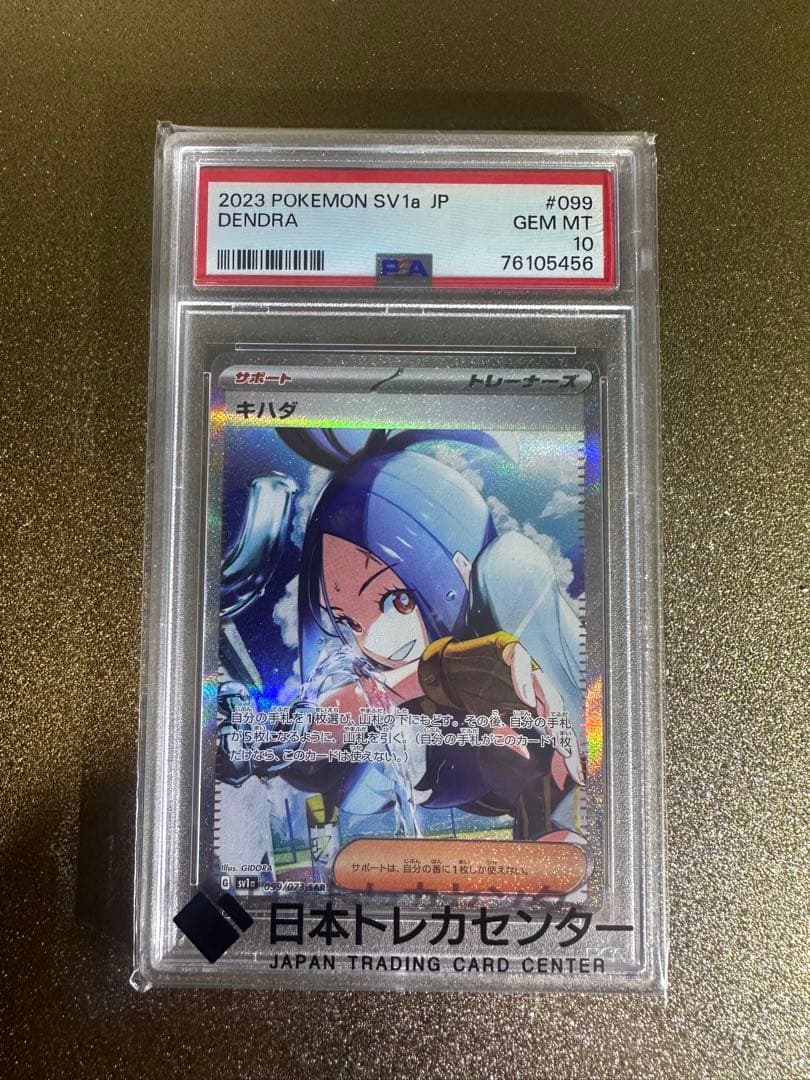 2023 POKEMON SV1a JP #099
DENDRA GEM MT
10
PSA 76105456
サポート トレーナーズ
キハダ
自分の手札を1枚選び、山札の下にもどす。その後、自分の手札
が5枚になるように、山札を引く。(自分の手札がこのカード1枚
だけなら、このカードは使えない。)
サポートは、自分の番に1枚しか使えない。
Illus. GIDORA
G sv1a 099/073 SAR
日本トレカセンター
JAPAN TRADING CARD CENTER